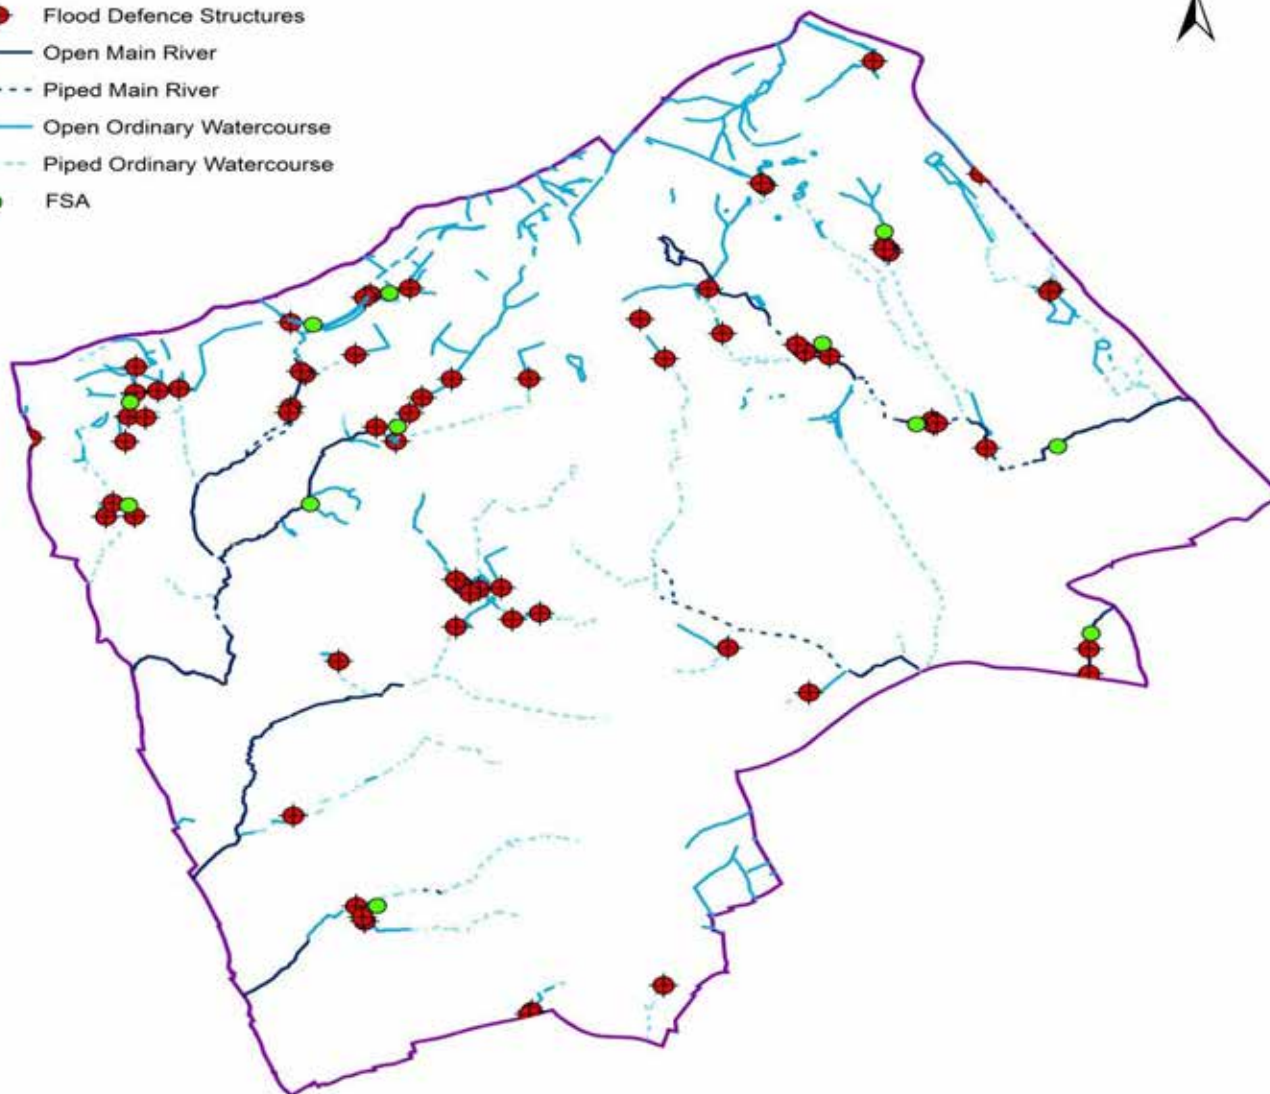 Flood Defence Structures
Open Main River
Piped Main River
Open Ordinary Watercourse
Piped Ordinary Watercourse
FSA